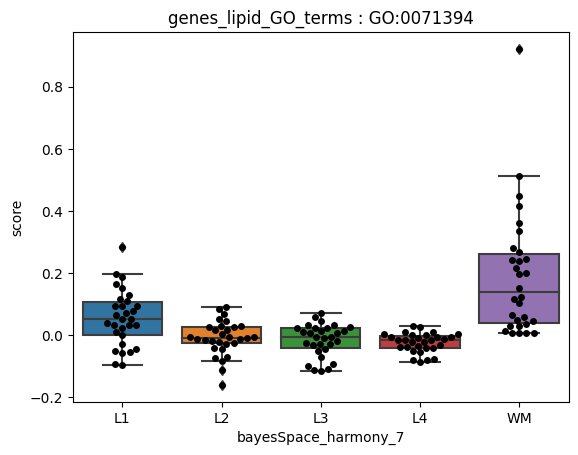 genes_lipid_GO_terms : GO:0071394
score
0.8
0.6
0.4
0.2
0.0
−0.2
L1 L2 L3 L4 WM
bayesSpace_harmony_7